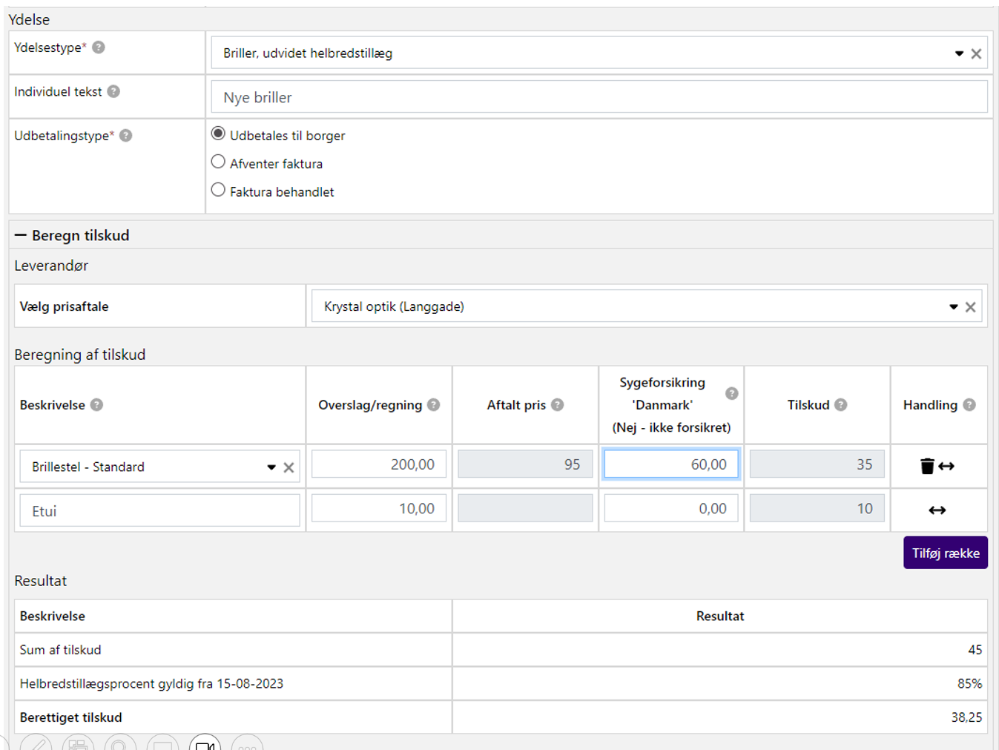 Ydelse
Ydelsestype* ?
Briller, udvidet helbredstillæg
Individuel tekst ?
Nye briller
Udbetalingstype* ?
Udbetales til borger
Afventer faktura
Faktura behandlet
Beregn tilskud
Leverandør
Vælg prisaftale
Krystal optik (Langgade)
Beregning af tilskud
Beskrivelse ?
Overslag/regning ?
Aftalt pris ?
Sygeforsikring
'Danmark'
(Nej - ikke forsikret)
?
Tilskud ?
Handling ?
Brillestel - Standard
200,00
95
60,00
35
Etui
10,00
0,00
10
Tilføj række
Resultat
Beskrivelse
Resultat
Sum af tilskud
45
Helbredstillægsprocent gyldig fra 15-08-2023
85%
Berettiget tilskud
38,25